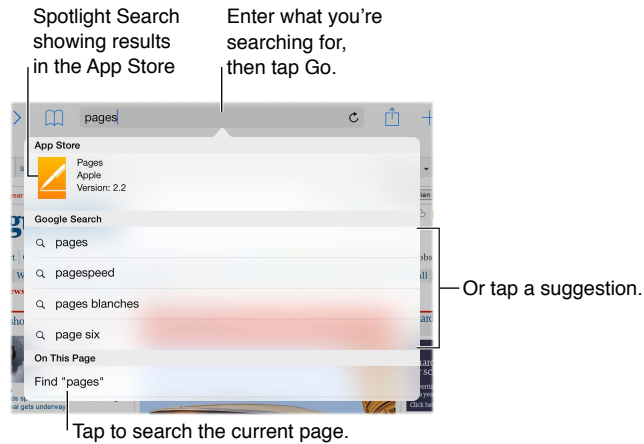 Spotlight Search
showing results
in the App Store
Enter what you're
searching for,
then tap Go.
pages
App Store
Pages
Apple
Version: 2.2
Google Search
pages
pagespeed
pages blanches
page six
Or tap a suggestion.
On This Page
Find "pages"
Tap to search the current page.